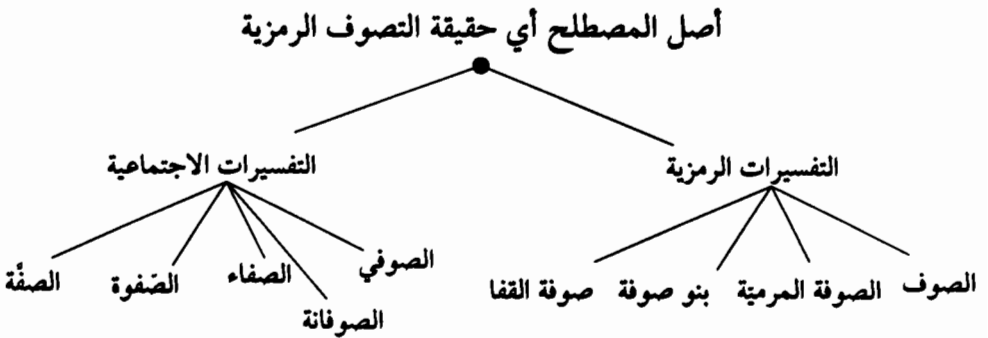 أصل المصطلح أي حقيقة التصوف الرمزية
التفسيرات الرمزية
التفسيرات الاجتماعية
الصوف
الصوفة المرميّة
بنو صوفة
صوفة القفا
الصوفي
الصوفانة
الصفاء
الصّفوة
الصفَّة